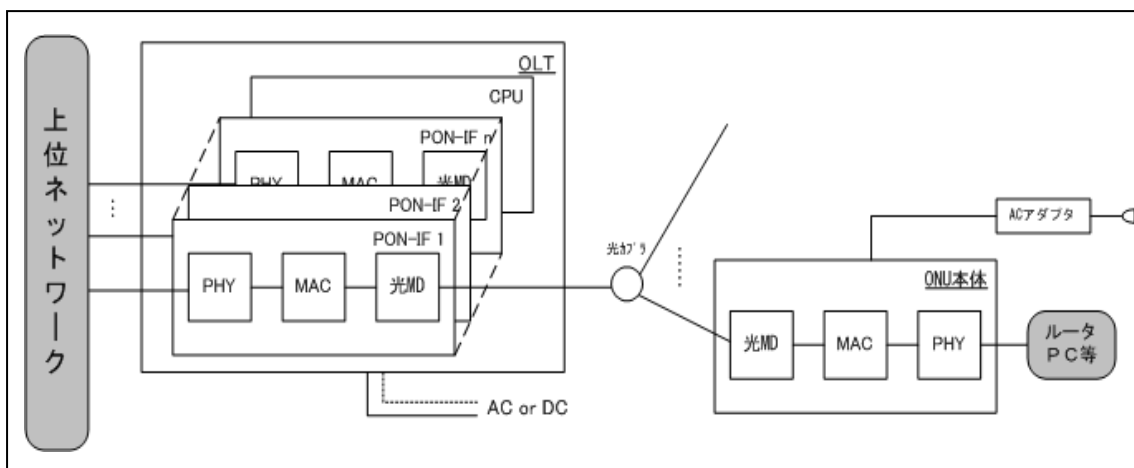 上位ネットワーク
OLT
CPU
PON-IF n
PHY
MAC
光MD
PON-IF 2
PON-IF 1
PHY
MAC
光MD
AC or DC
光ｶﾌﾟﾗ
ACアダプタ
ONU本体
光MD
MAC
PHY
ルータ
ＰＣ等